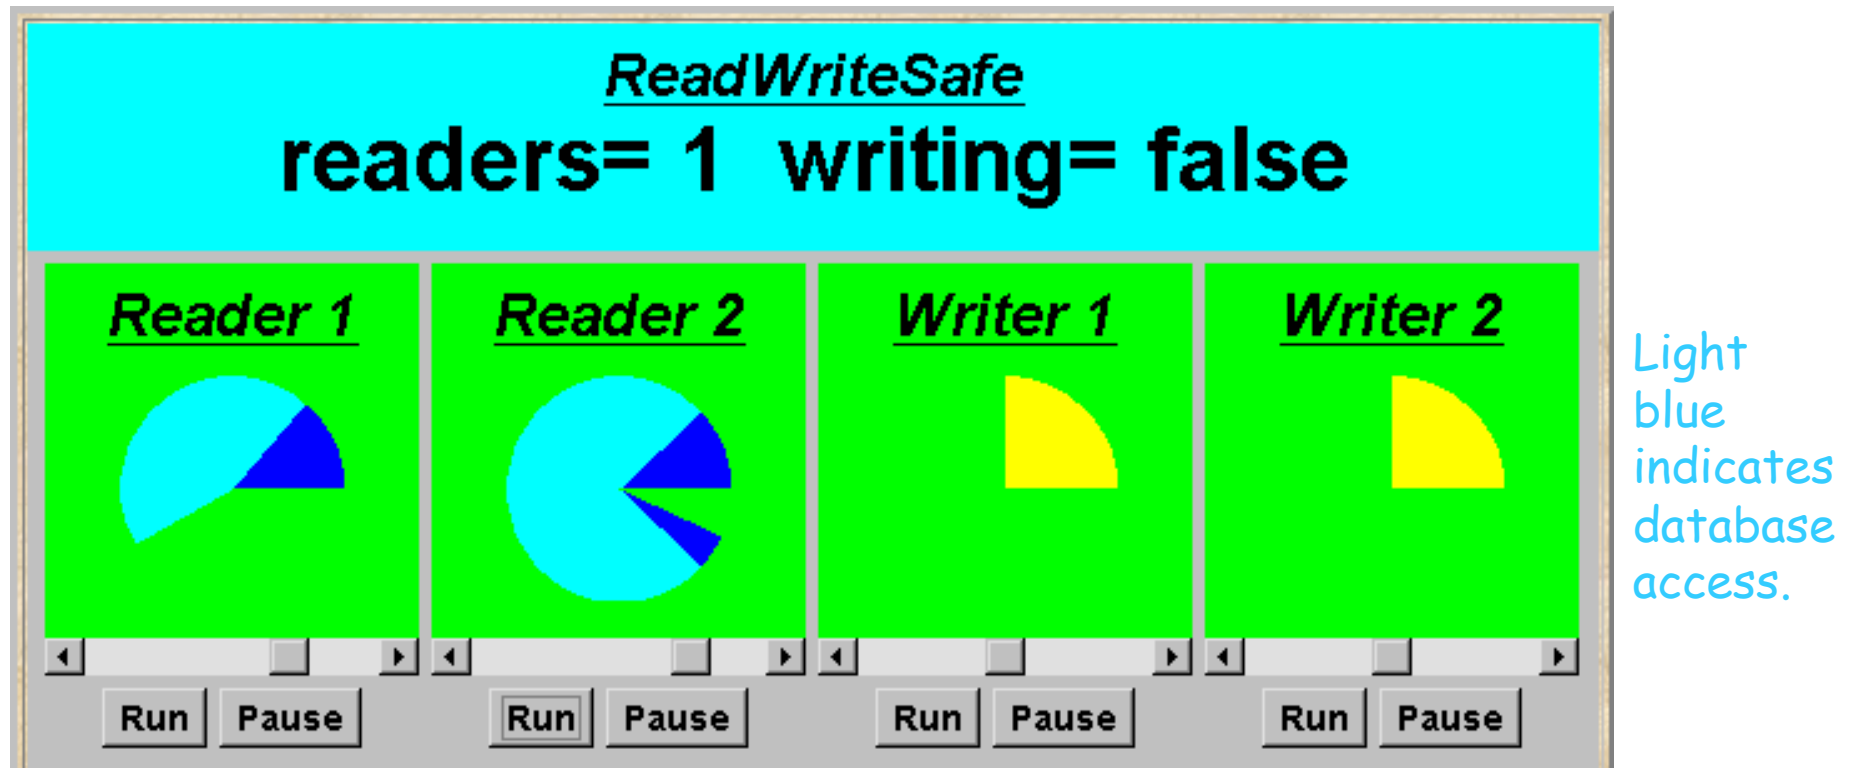 ReadWriteSafe
readers= 1 writing= false
Reader 1
Reader 2
Writer 1
Writer 2
Run Pause
Run Pause
Run Pause
Run Pause
Light
blue
indicates
database
access.